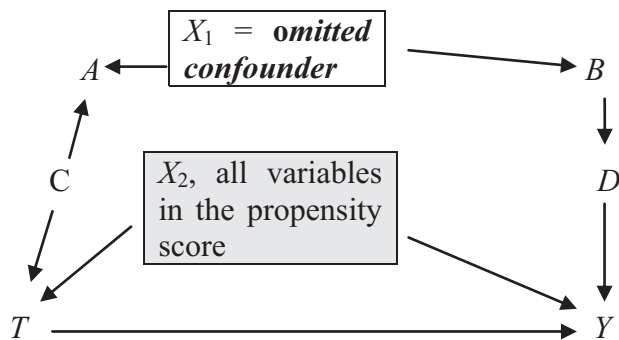 X₁ = omitted
confounder
A
B
X₂, all variables
in the propensity
score
C
D
T
Y